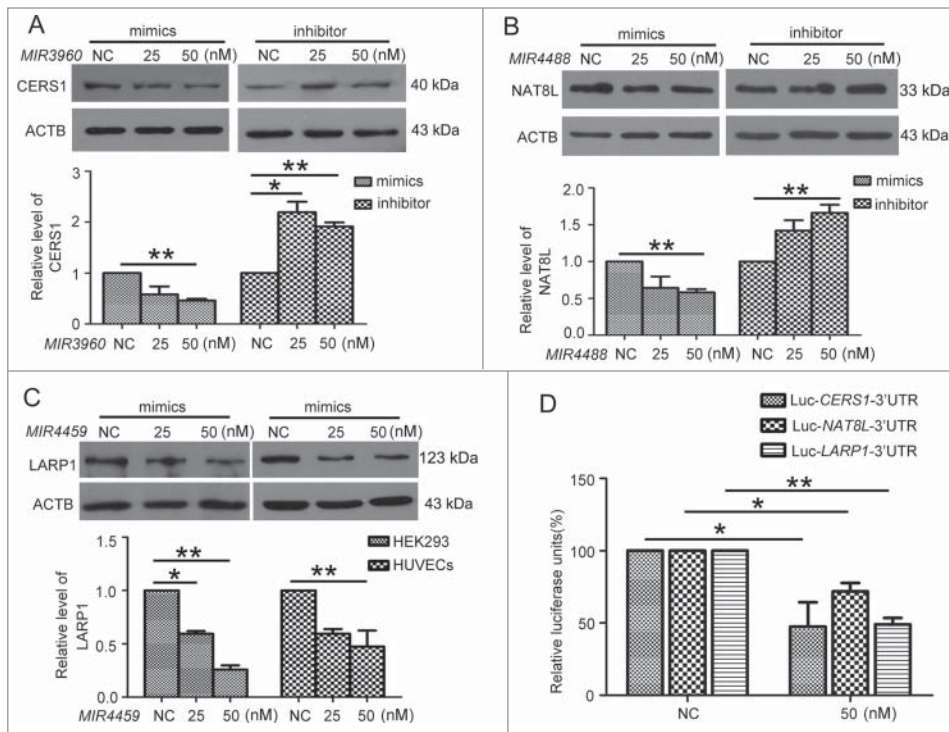 A
mimics inhibitor
MIR3960 NC 25 50 (nM) NC 25 50 (nM)
CERS1 40 kDa
ACTB 43 kDa
Relative level of
CERS1
3
2
1
0
**
**
*
mimics
inhibitor
MIR3960 NC 25 50 (nM) NC 25 50 (nM)
B
mimics inhibitor
MIR4488 NC 25 50 (nM) NC 25 50 (nM)
NAT8L 33 kDa
ACTB 43 kDa
Relative level of
NAT8L
2.0
1.5
1.0
0.5
0.0
**
**
mimics
inhibitor
MIR4488 NC 25 50 (nM) NC 25 50 (nM)
C
mimics mimics
MIR4459 NC 25 50 (nM) NC 25 50 (nM)
LARP1 123 kDa
ACTB 43 kDa
Relative level of
LARP1
1.0
0.5
0.0
**
*
**
HEK293
HUVECs
MIR4459 NC 25 50 (nM) NC 25 50 (nM)
D
Luc-CERS1-3'UTR
Luc-NAT8L-3'UTR
Luc-LARP1-3'UTR
Relative luciferase units(%)
150
100
50
0
**
*
*
NC 50 (nM)